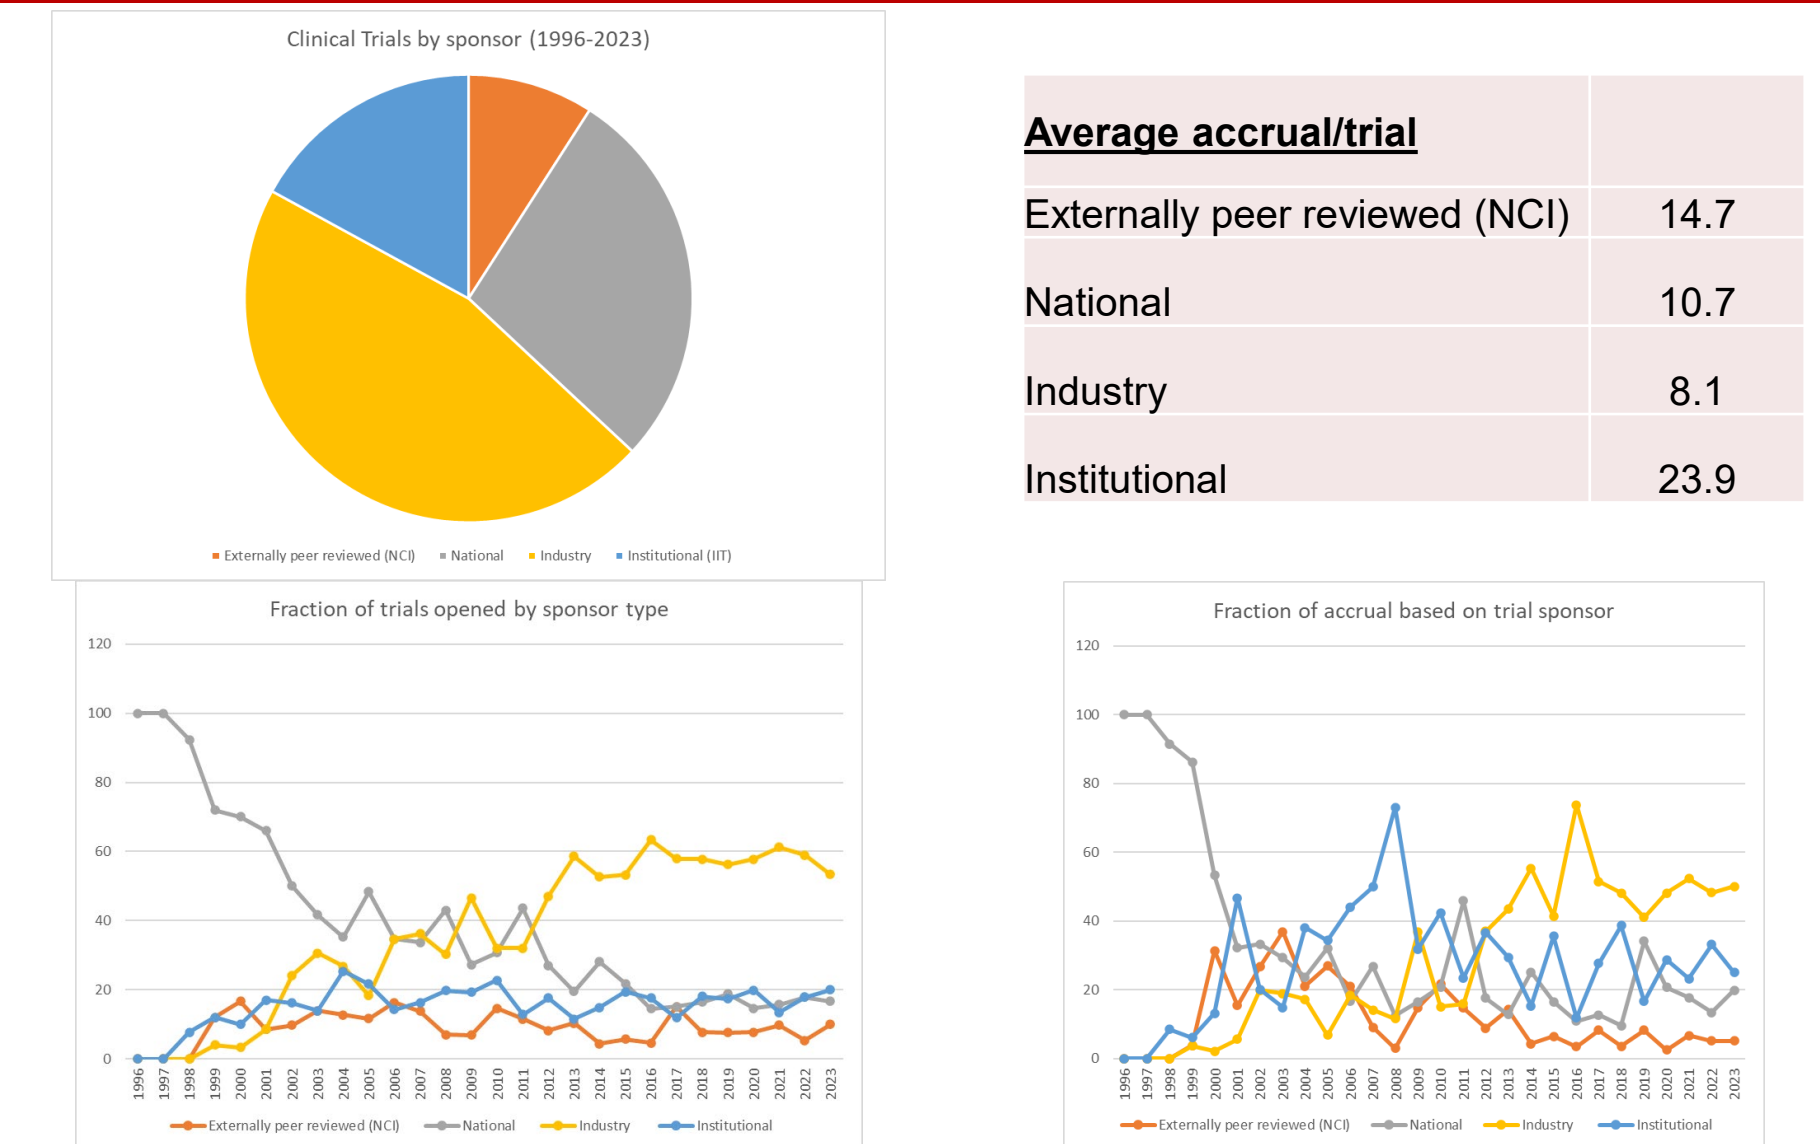 Clinical Trials by sponsor (1996-2023)
Externally peer reviewed (NCI) National Industry Institutional (IIT)
Average accrual/trial
Externally peer reviewed (NCI) 14.7
National 10.7
Industry 8.1
Institutional 23.9
Fraction of trials opened by sponsor type
120
100
80
60
40
20
0
1996 1997 1998 1999 2000 2001 2002 2003 2004 2005 2006 2007 2008 2009 2010 2011 2012 2013 2014 2015 2016 2017 2018 2019 2020 2021 2022 2023
Externally peer reviewed (NCI) National Industry Institutional
Fraction of accrual based on trial sponsor
120
100
80
60
40
20
0
1996 1997 1998 1999 2000 2001 2002 2003 2004 2005 2006 2007 2008 2009 2010 2011 2012 2013 2014 2015 2016 2017 2018 2019 2020 2021 2022 2023
Externally peer reviewed (NCI) National Industry Institutional